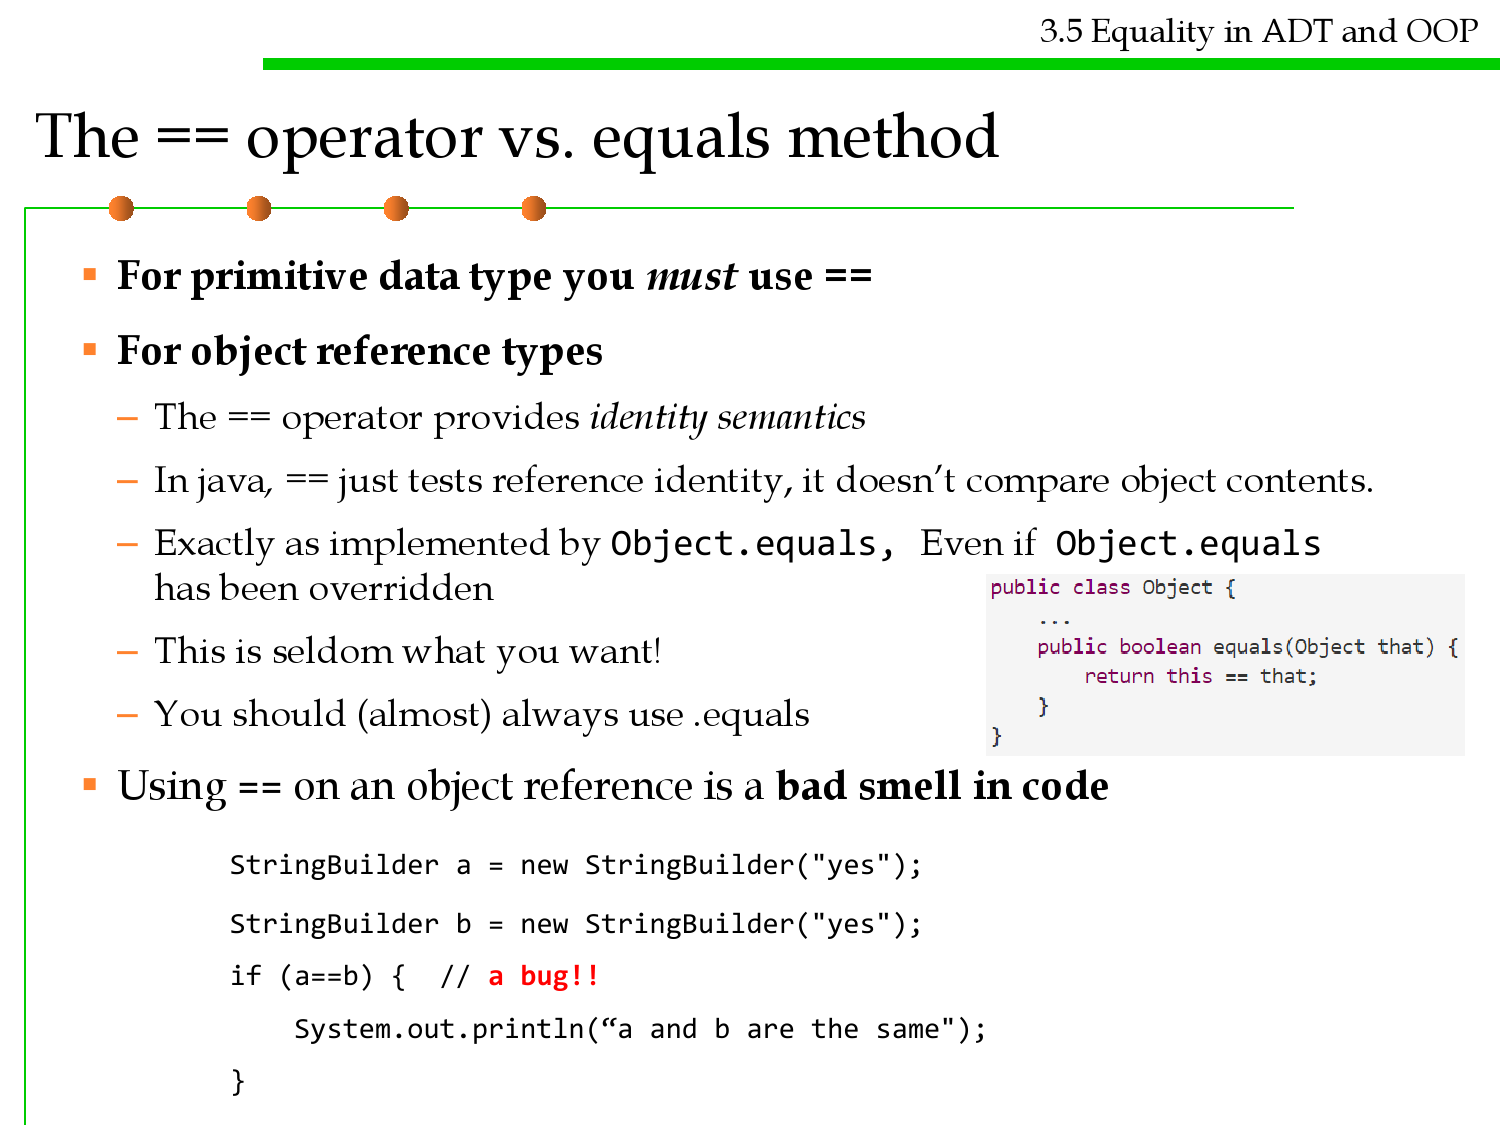 3.5 Equality in ADT and OOP
The == operator vs. equals method
▪ For primitive data type you must use ==
▪ For object reference types
– The == operator provides identity semantics
– In java, == just tests reference identity, it doesn’t compare object contents.
– Exactly as implemented by Object.equals, Even if Object.equals
has been overridden
public class Object {
...
public boolean equals(Object that) {
return this == that;
}
}
– This is seldom what you want!
– You should (almost) always use .equals
▪ Using == on an object reference is a bad smell in code
StringBuilder a = new StringBuilder("yes");
StringBuilder b = new StringBuilder("yes");
if (a==b) { // a bug!!
System.out.println(“a and b are the same");
}